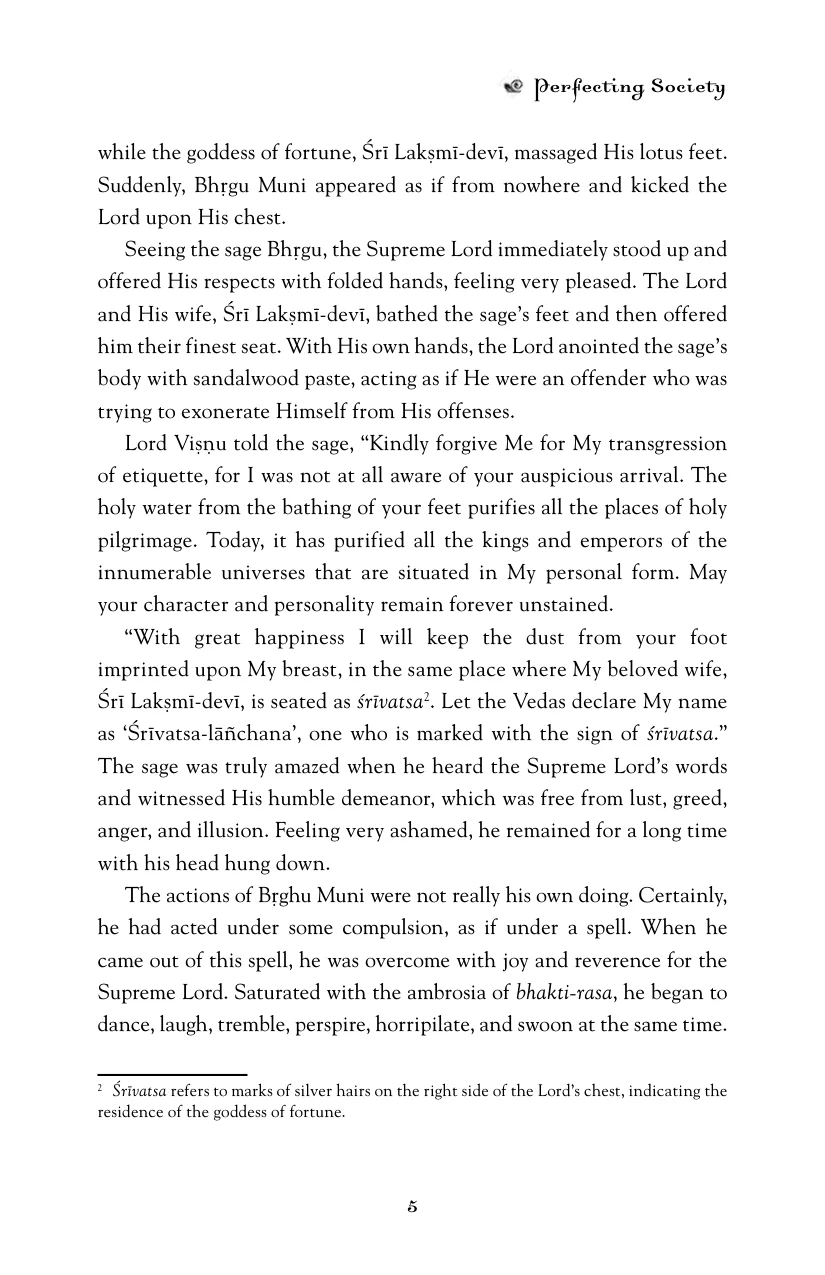 Perfecting Society
while the goddess of fortune, Śrī Lakṣmī-devī, massaged His lotus feet.
Suddenly, Bhṛgu Muni appeared as if from nowhere and kicked the
Lord upon His chest.
Seeing the sage Bhṛgu, the Supreme Lord immediately stood up and
offered His respects with folded hands, feeling very pleased. The Lord
and His wife, Śrī Lakṣmī-devī, bathed the sage’s feet and then offered
him their finest seat. With His own hands, the Lord anointed the sage’s
body with sandalwood paste, acting as if He were an offender who was
trying to exonerate Himself from His offenses.
Lord Viṣṇu told the sage, “Kindly forgive Me for My transgression
of etiquette, for I was not at all aware of your auspicious arrival. The
holy water from the bathing of your feet purifies all the places of holy
pilgrimage. Today, it has purified all the kings and emperors of the
innumerable universes that are situated in My personal form. May
your character and personality remain forever unstained.
“With great happiness I will keep the dust from your foot
imprinted upon My breast, in the same place where My beloved wife,
Śrī Lakṣmī-devī, is seated as śrīvatsa². Let the Vedas declare My name
as ‘Śrīvatsa-lāñchana’, one who is marked with the sign of śrīvatsa.”
The sage was truly amazed when he heard the Supreme Lord’s words
and witnessed His humble demeanor, which was free from lust, greed,
anger, and illusion. Feeling very ashamed, he remained for a long time
with his head hung down.
The actions of Bṛghu Muni were not really his own doing. Certainly,
he had acted under some compulsion, as if under a spell. When he
came out of this spell, he was overcome with joy and reverence for the
Supreme Lord. Saturated with the ambrosia of bhakti-rasa, he began to
dance, laugh, tremble, perspire, horripilate, and swoon at the same time.
² Śrīvatsa refers to marks of silver hairs on the right side of the Lord’s chest, indicating the
residence of the goddess of fortune.
5